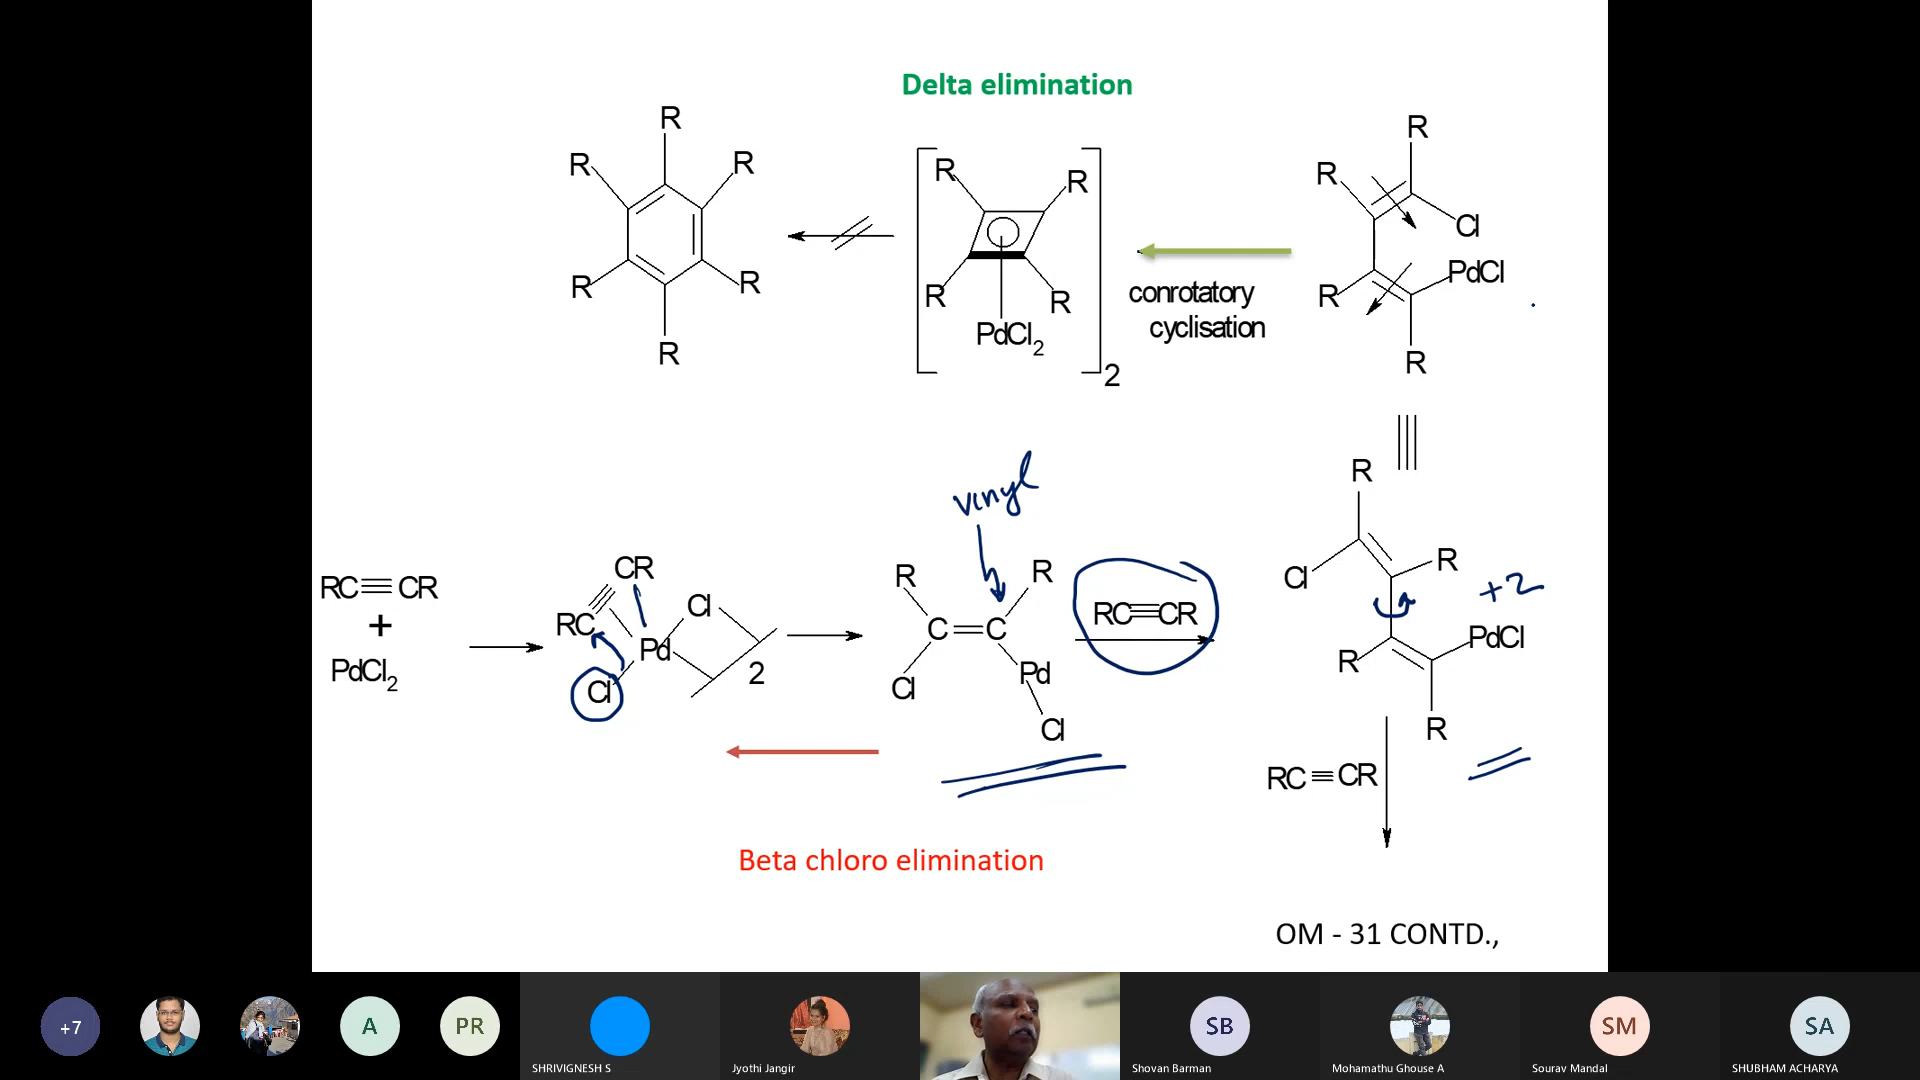 Delta elimination
R
R
R
R
R
R
R
R
R
R
PdCl2
2
conrotatory
cyclisation
R
R
Cl
PdCl
R
R
vinyl
RC≡CR
+
PdCl2
CR
RC
Cl
Pd
Cl
2
R
R
C=C
Cl
Pd
Cl
RC≡CR
R
Cl
R
+2
PdCl
R
R
RC≡CR
Beta chloro elimination
OM - 31 CONTD.,
+7
A
PR
SHRIVIGNESH S
Jyothi Jangir
SB
Shovan Barman
Mohamathu Ghouse A
SM
Sourav Mandal
SA
SHUBHAM ACHARYA